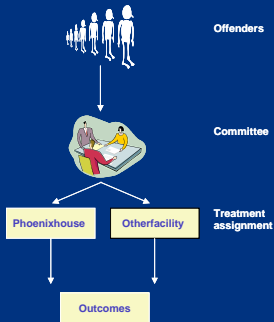 Offenders
Committee
Phoenixhouse
Otherfacility
Treatment
assignment
Outcomes